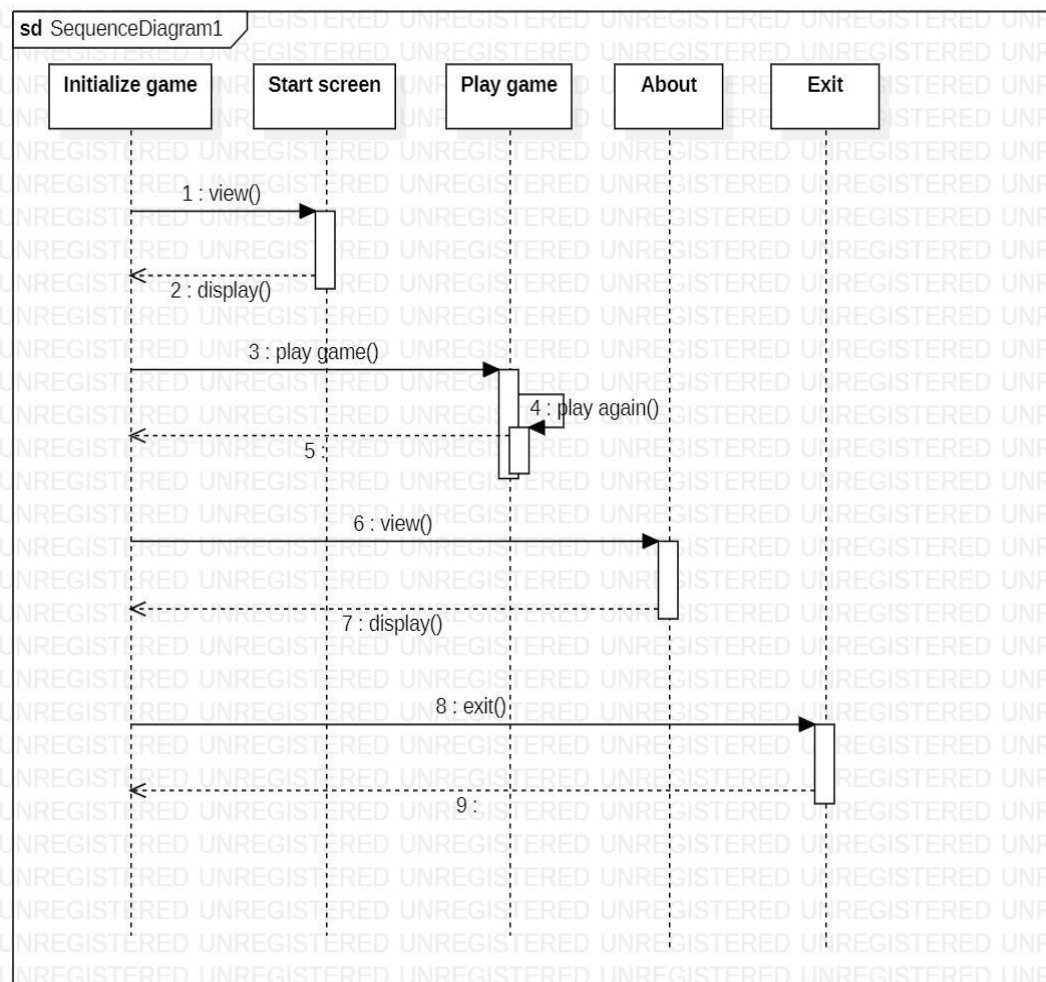 sd SequenceDiagram1
Initialize game
Start screen
Play game
About
Exit
1 : view()
2 : display()
3 : play game()
4 : play again()
5 :
6 : view()
7 : display()
8 : exit()
9 :
UNREGISTERED